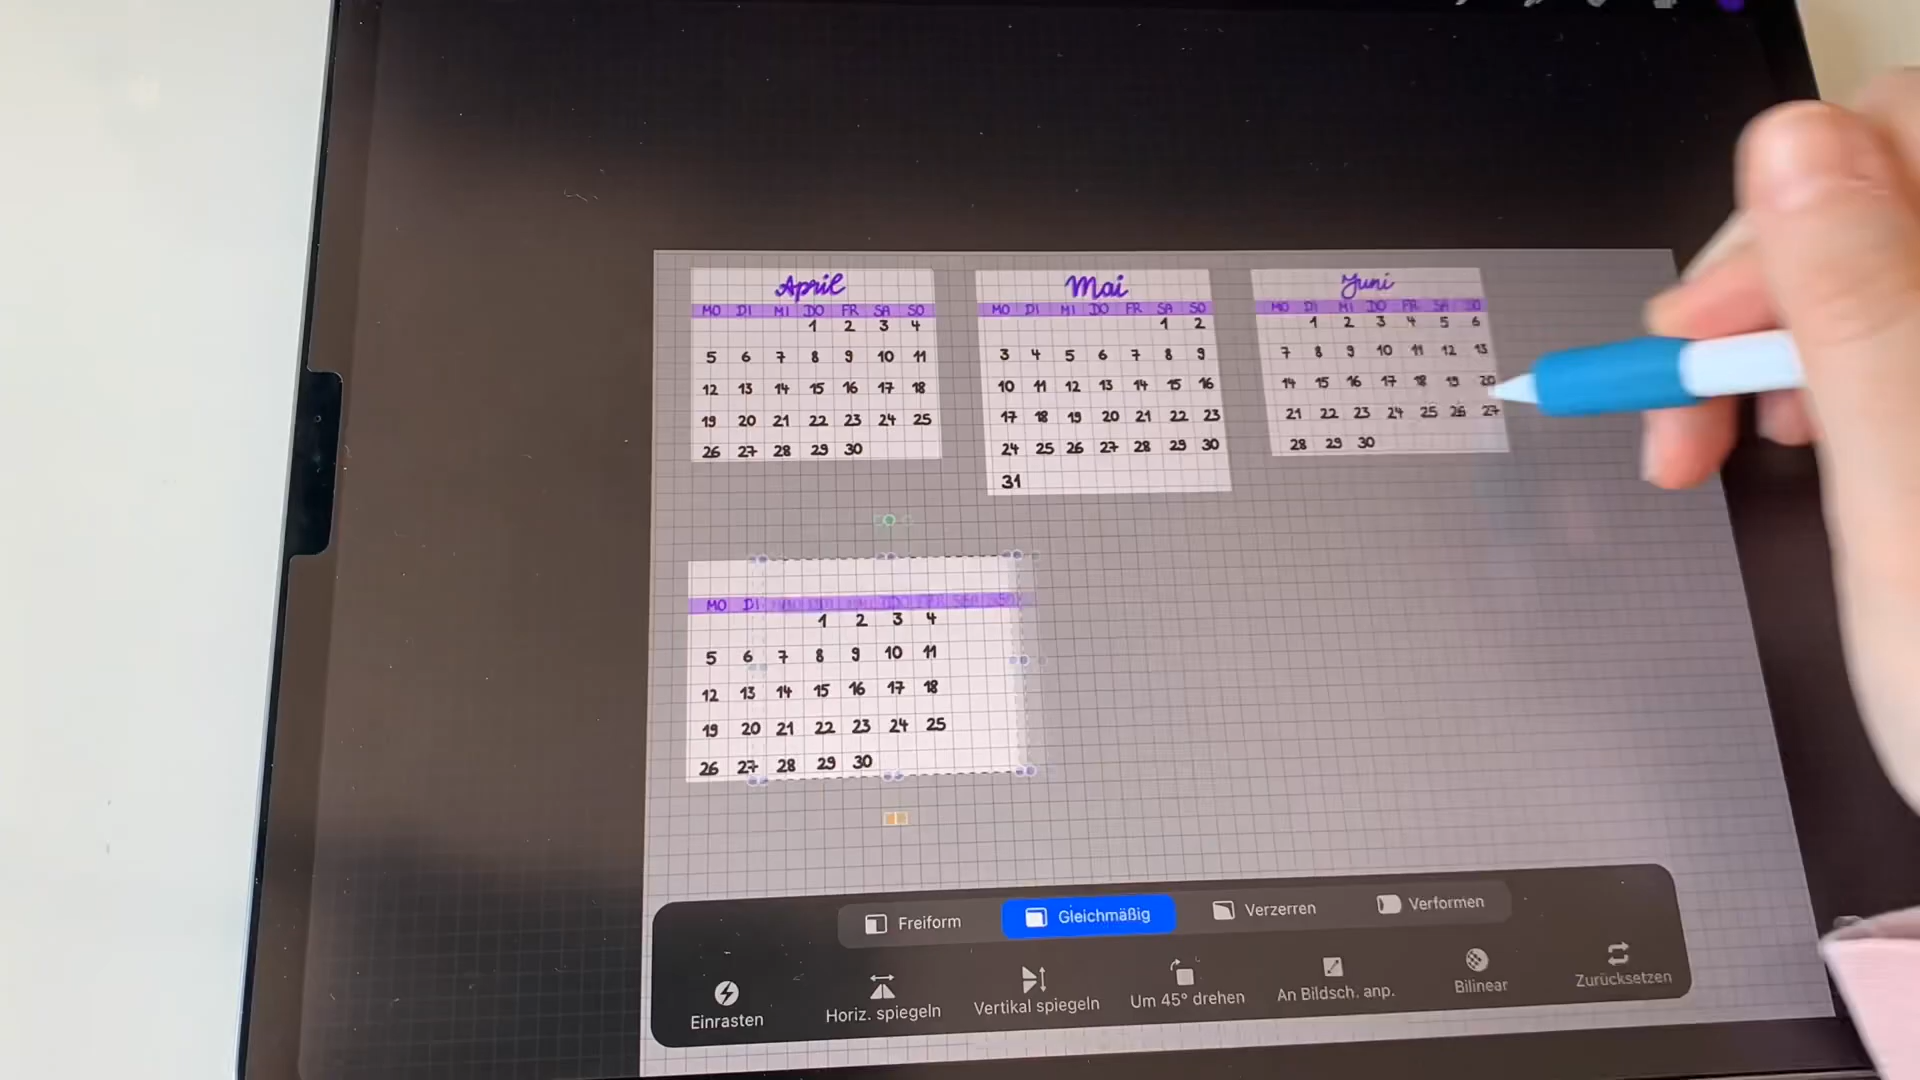 April
MO DI MI DO FR SA SO
1 2 3 4
5 6 7 8 9 10 11
12 13 14 15 16 17 18
19 20 21 22 23 24 25
26 27 28 29 30
Mai
MO DI MI DO FR SA SO
1 2
3 4 5 6 7 8 9
10 11 12 13 14 15 16
17 18 19 20 21 22 23
24 25 26 27 28 29 30
31
Juni
MO DI MI DO FR SA SO
1 2 3 4 5 6
7 8 9 10 11 12 13
14 15 16 17 18 19 20
21 22 23 24 25 26 27
28 29 30
MO DI
1 2 3 4
5 6 7 8 9 10 11
12 13 14 15 16 17 18
19 20 21 22 23 24 25
26 27 28 29 30
Freiform Gleichmäßig Verzerren Verformen
Einrasten Horiz. spiegeln Vertikal spiegeln Um 45° drehen An Bildsch. anp. Bilinear Zurücksetzen